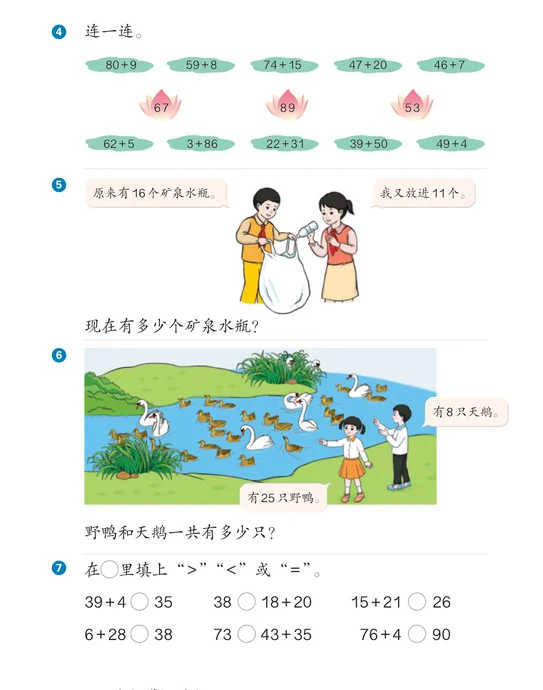 4 连一连。
80+9 59+8 74+15 47+20 46+7
67 89 53
62+5 3+86 22+31 39+50 49+4
5 原来有16个矿泉水瓶。 我又放进11个。
现在有多少个矿泉水瓶?
6
有8只天鹅。
有25只野鸭。
野鸭和天鹅一共有多少只?
7 在○里填上“>”“<”或“=”。
39+4○35 38○18+20 15+21○26
6+28○38 73○43+35 76+4○90